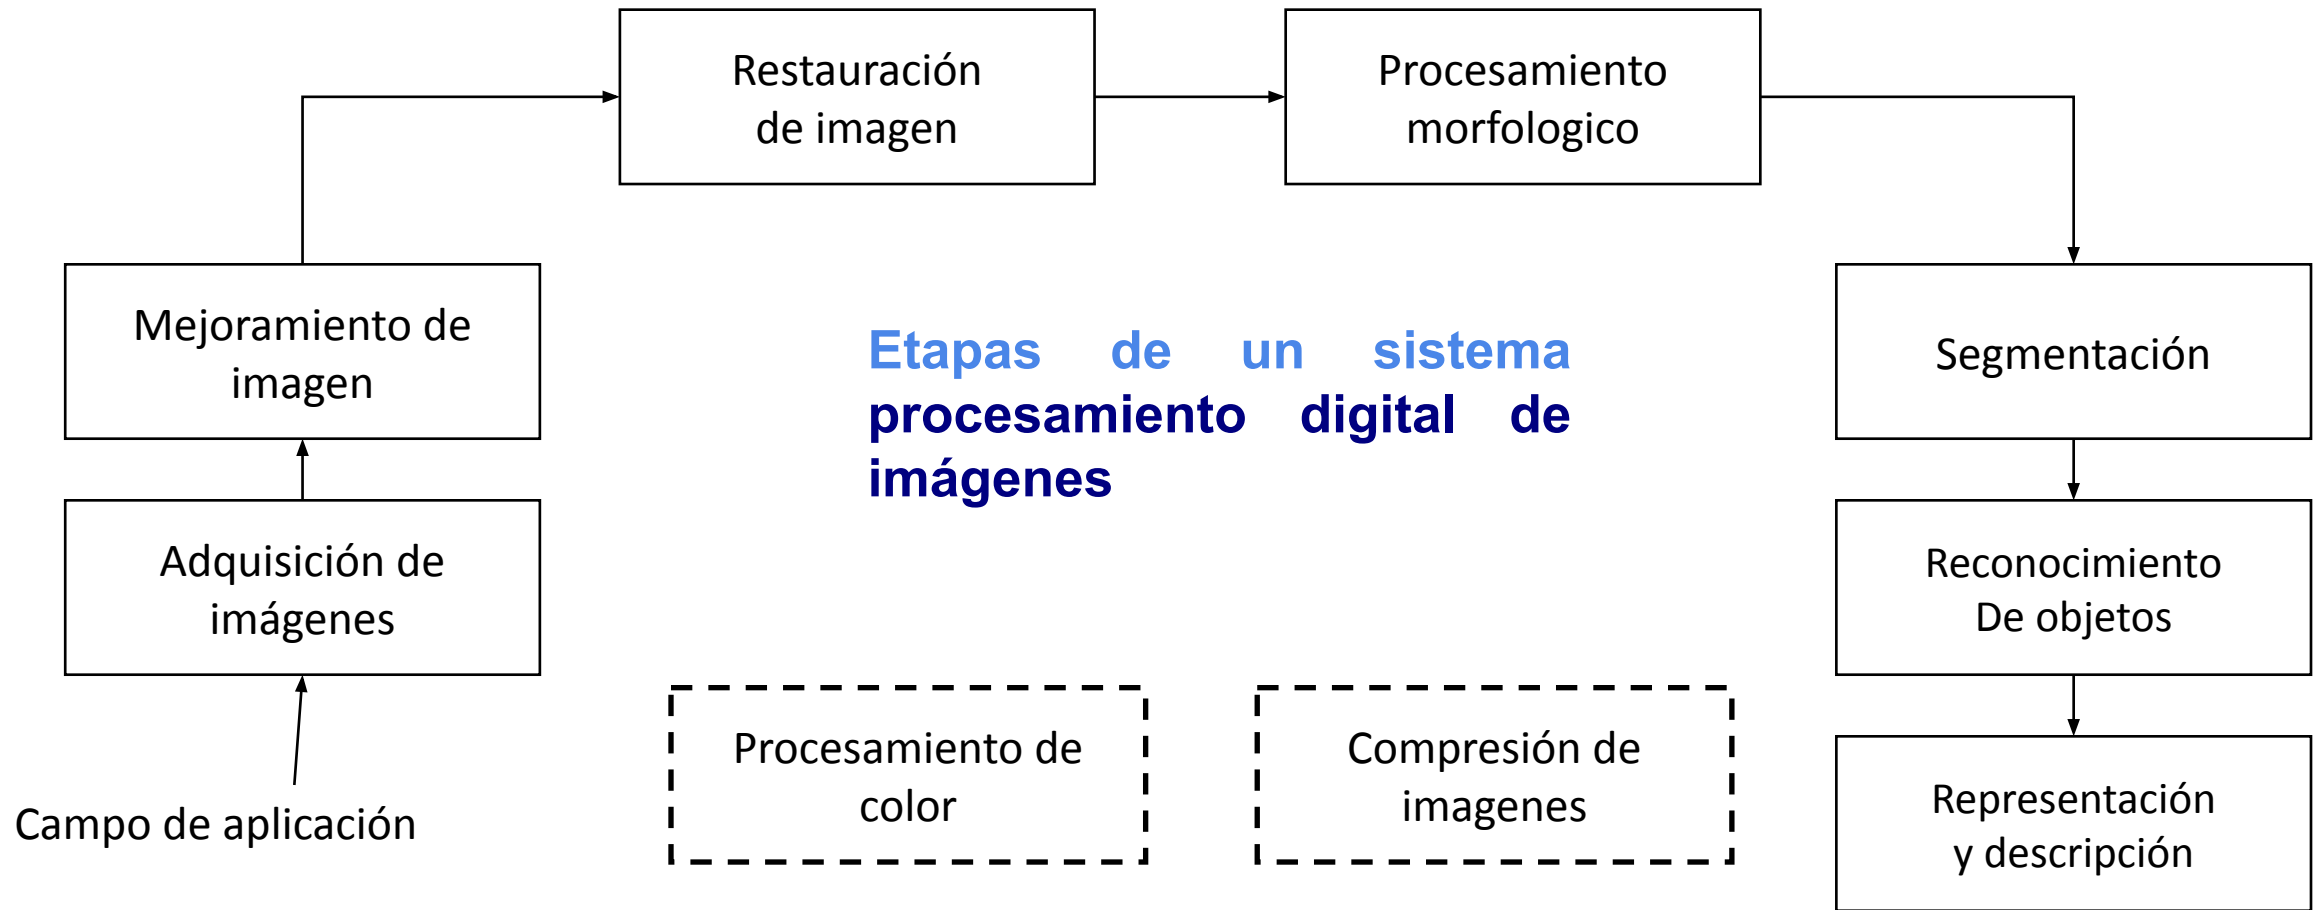 Restauración
de imagen
Procesamiento
morfologico
Mejoramiento de
imagen
Etapas de un sistema
procesamiento digital de
imágenes
Segmentación
Adquisición de
imágenes
Reconocimiento
De objetos
Procesamiento de
color
Compresión de
imagenes
Representación
y descripción
Campo de aplicación